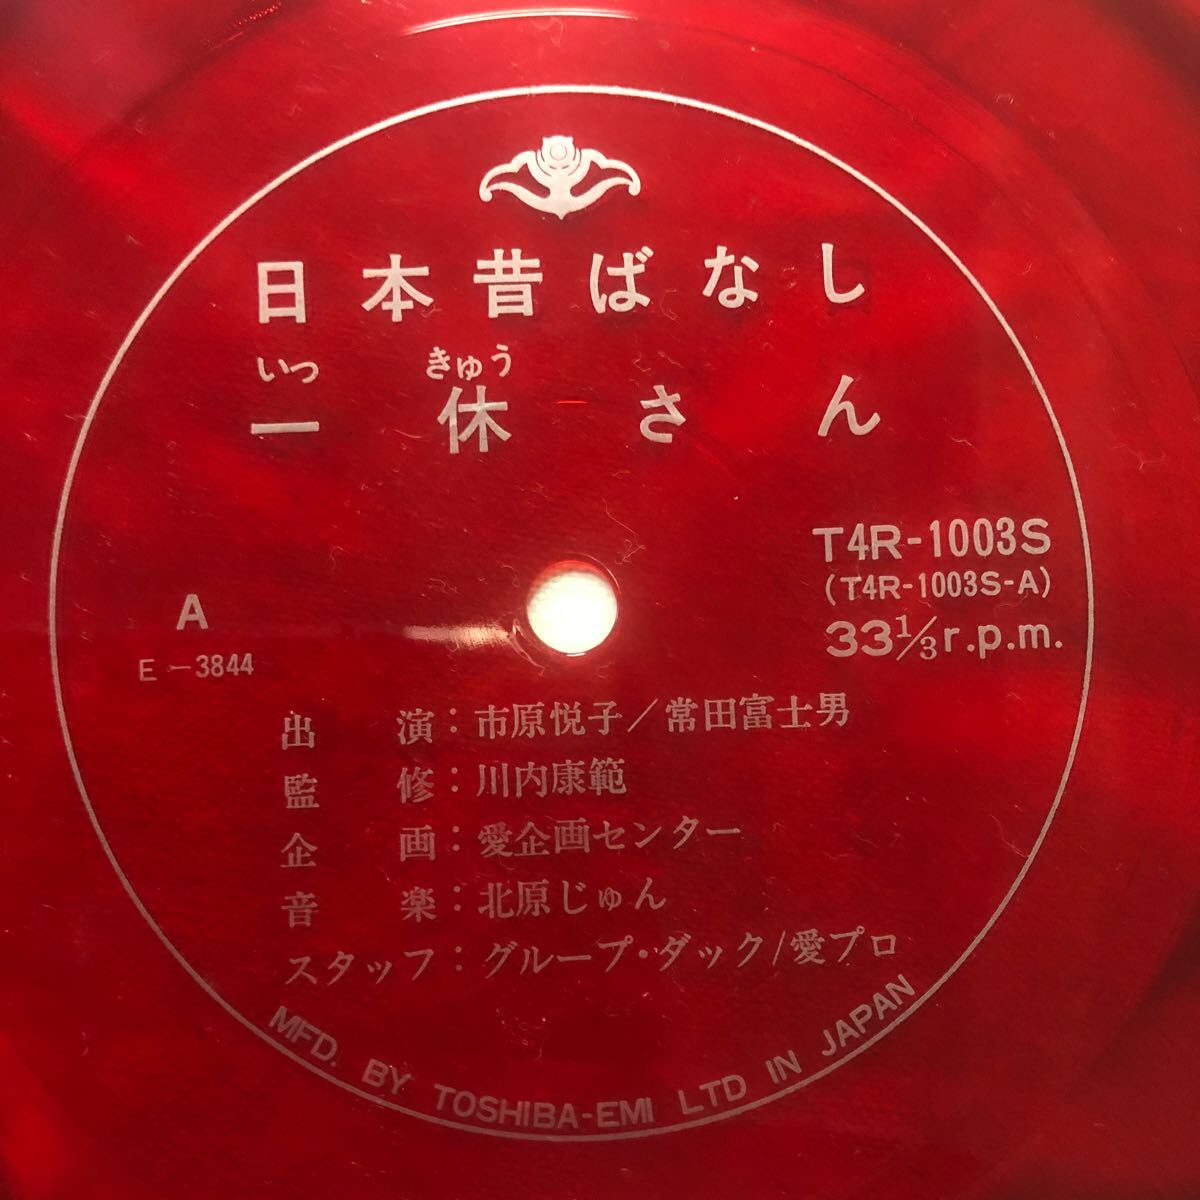 日本昔ばなし
いっ きゅう
一休さん
T4R-1003S
(T4R-1003S-A)
33 1/3 r.p.m.
A
E-3844
出演：市原悦子／常田富士男
監修：川内康範
企画：愛企画センター
音楽：北原じゅん
スタッフ：グループ・ダック/愛プロ
MFD. BY TOSHIBA-EMI LTD IN JAPAN